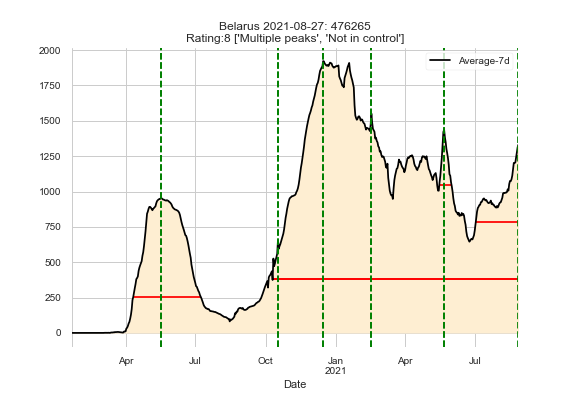 Belarus 2021-08-27: 476265
Rating:8 ['Multiple peaks', 'Not in control']
Average-7d
2000
1750
1500
1250
1000
750
500
250
0
Apr
Jul
Oct
Jan
2021
Apr
Jul
Date